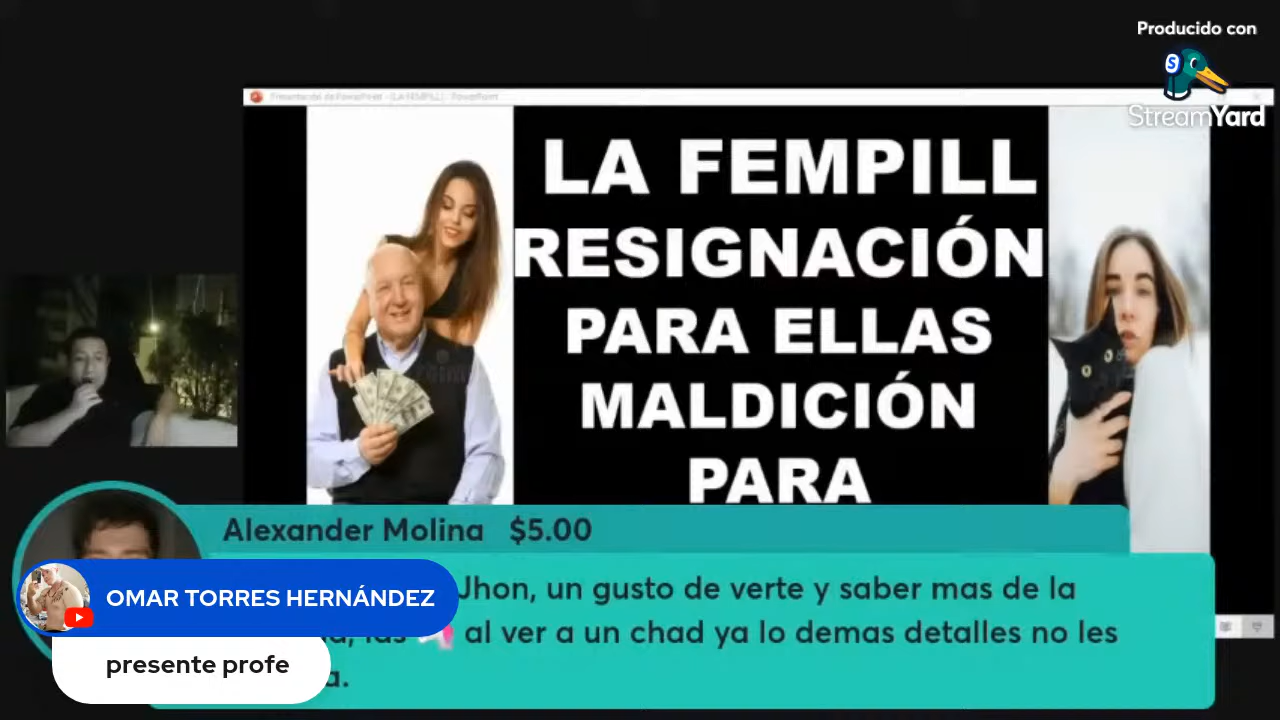 Producido con
StreamYard
LA FEMPILL
RESIGNACIÓN
PARA ELLAS
MALDICIÓN
PARA
Alexander Molina $5.00
Jhon, un gusto de verte y saber mas de la
al ver a un chad ya lo demas detalles no les
a.
OMAR TORRES HERNÁNDEZ
presente profe